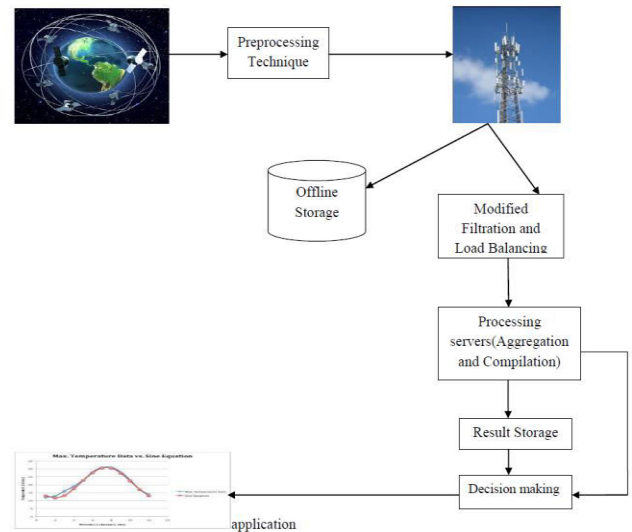 Preprocessing
Technique
Offline
Storage
Modified
Filtration and
Load Balancing
Processing
servers(Aggregation
and Compilation)
Result Storage
Decision making
Max. Temperature Data vs. Sine Equation
application